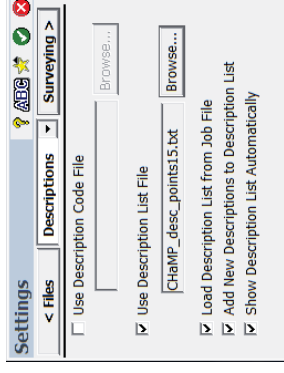 Settings
? ABC
< Files
Descriptions
Surveying >
Use Description Code File
Browse...
Use Description List File
CHaMP_desc_points15.txt
Browse...
Load Description List from Job File
Add New Descriptions to Description List
Show Description List Automatically